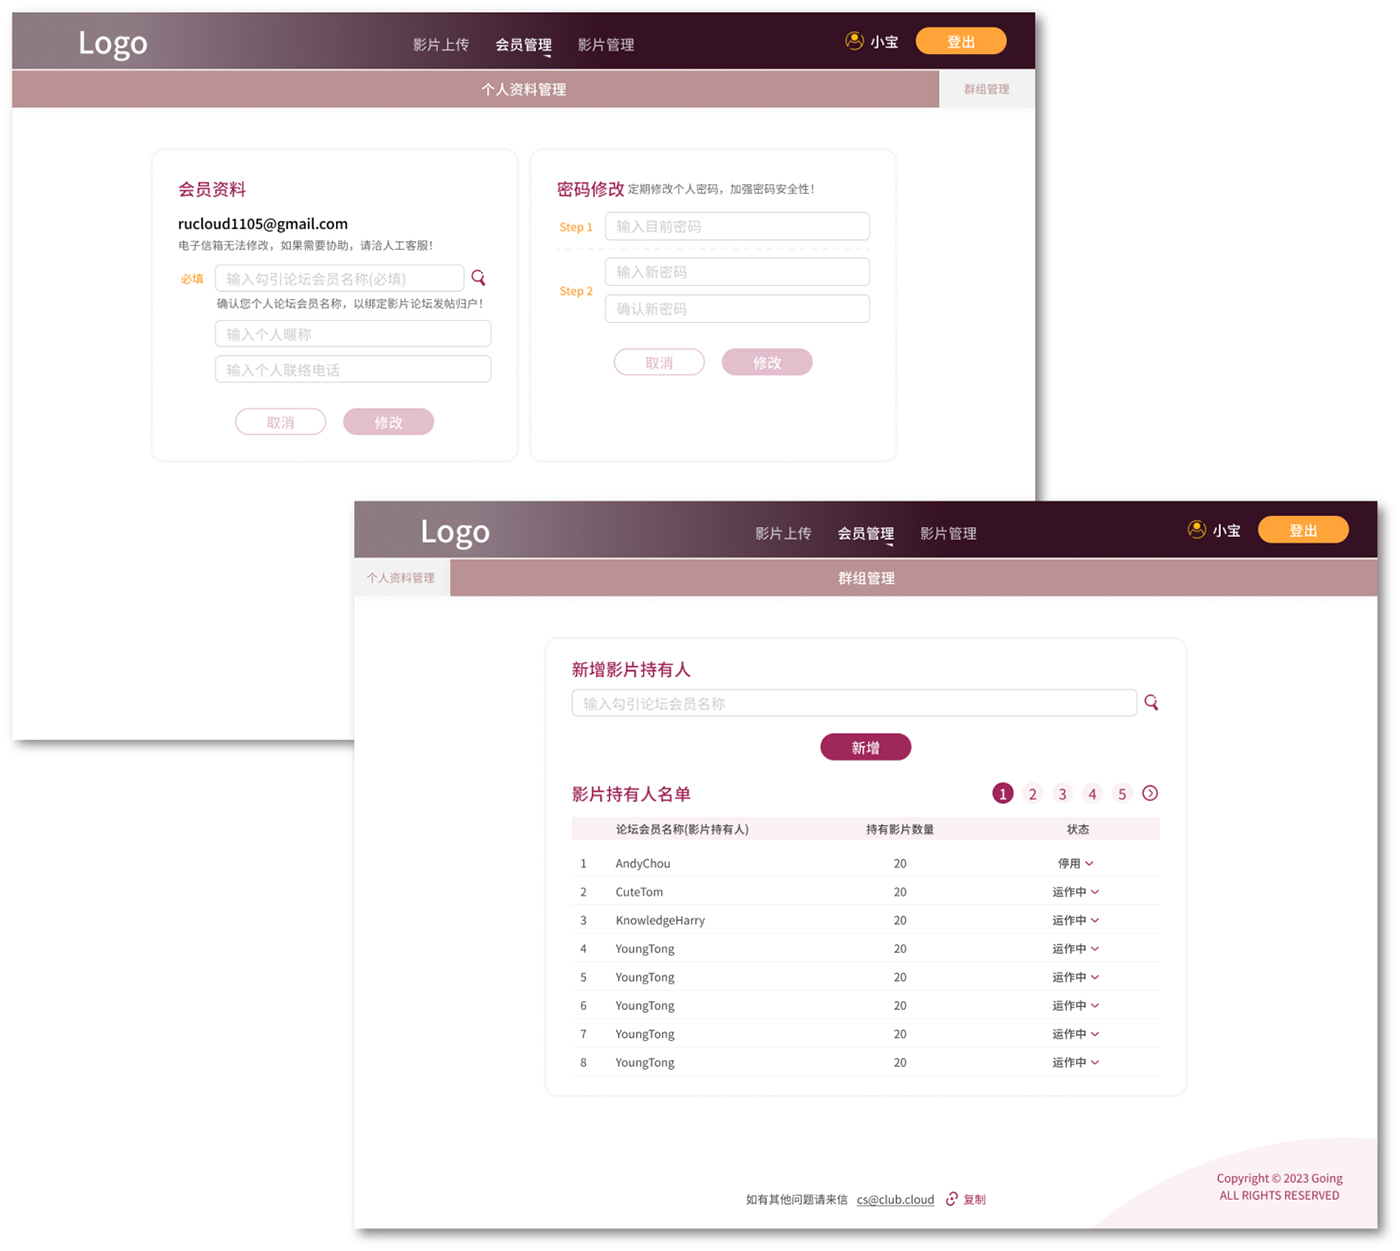 Logo
影片上传 会员管理 影片管理
小宝
登出
个人资料管理
群组管理
会员资料
rucloud1105@gmail.com
电子信箱无法修改，如果需要协助，请洽人工客服！
必填
输入勾引论坛会员名称(必填)
确认您个人论坛会员名称，以绑定影片论坛发帖归户！
输入个人暱称
输入个人联络电话
取消
修改
密码修改 定期修改个人密码，加强密码安全性！
Step 1
输入目前密码
Step 2
输入新密码
确认新密码
取消
修改
Logo
影片上传 会员管理 影片管理
小宝
登出
个人资料管理
群组管理
新增影片持有人
输入勾引论坛会员名称
新增
影片持有人名单
1 2 3 4 5
论坛会员名称(影片持有人) 持有影片数量 状态
1 AndyChou 20 停用
2 CuteTom 20 运作中
3 KnowledgeHarry 20 运作中
4 YoungTong 20 运作中
5 YoungTong 20 运作中
6 YoungTong 20 运作中
7 YoungTong 20 运作中
8 YoungTong 20 运作中
如有其他问题请来信 cs@club.cloud 复制
Copyright © 2023 Going
ALL RIGHTS RESERVED